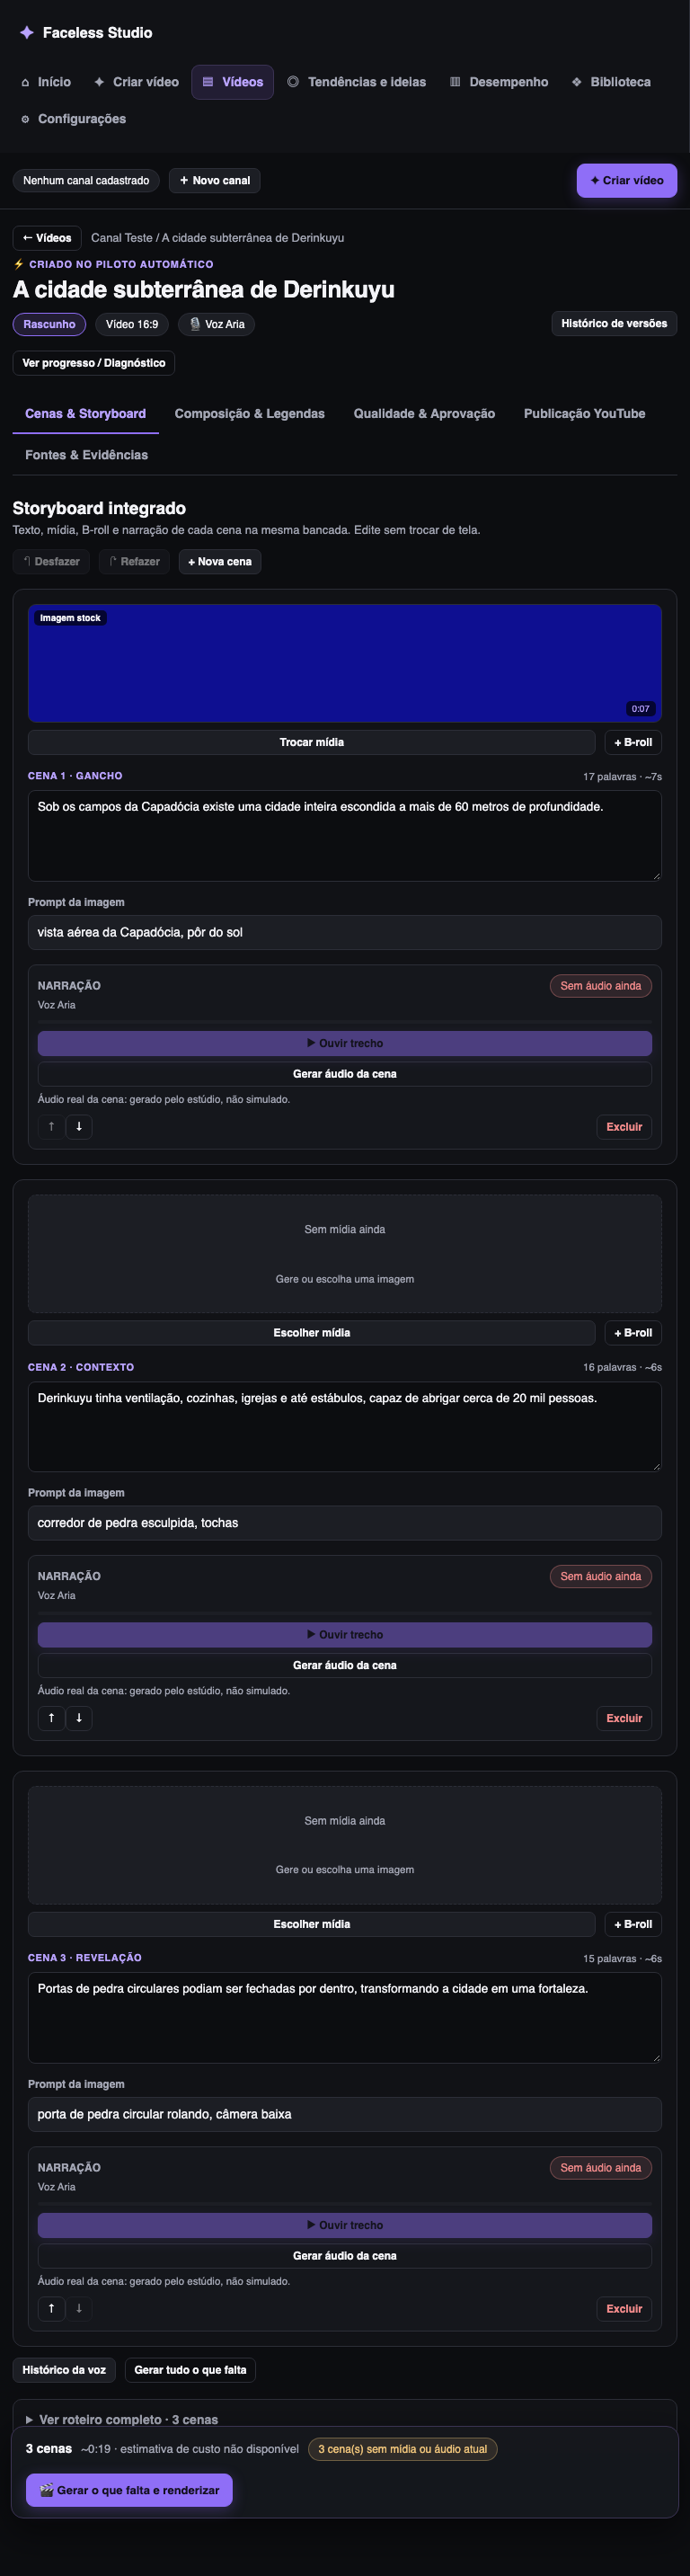 ✦ Faceless Studio
⌂ Início ✦ Criar vídeo ▤ Vídeos ◎ Tendências e ideias ▥ Desempenho ❖ Biblioteca
⚙ Configurações
Nenhum canal cadastrado + Novo canal ✦ Criar vídeo
← Vídeos Canal Teste / A cidade subterrânea de Derinkuyu
⚡ CRIADO NO PILOTO AUTOMÁTICO
A cidade subterrânea de Derinkuyu
Rascunho Vídeo 16:9 🎙️ Voz Aria Histórico de versões
Ver progresso / Diagnóstico
Cenas & Storyboard Composição & Legendas Qualidade & Aprovação Publicação YouTube
Fontes & Evidências
Storyboard integrado
Texto, mídia, B-roll e narração de cada cena na mesma bancada. Edite sem trocar de tela.
↰ Desfazer ↱ Refazer + Nova cena
Imagem stock
0:07
Trocar mídia + B-roll
CENA 1 · GANCHO 17 palavras · ~7s
Sob os campos da Capadócia existe uma cidade inteira escondida a mais de 60 metros de profundidade.
Prompt da imagem
vista aérea da Capadócia, pôr do sol
NARRAÇÃO Sem áudio ainda
Voz Aria
▶ Ouvir trecho
Gerar áudio da cena
Áudio real da cena: gerado pelo estúdio, não simulado.
↑ ↓ Excluir
Sem mídia ainda
Gere ou escolha uma imagem
Escolher mídia + B-roll
CENA 2 · CONTEXTO 16 palavras · ~6s
Derinkuyu tinha ventilação, cozinhas, igrejas e até estábulos, capaz de abrigar cerca de 20 mil pessoas.
Prompt da imagem
corredor de pedra esculpida, tochas
NARRAÇÃO Sem áudio ainda
Voz Aria
▶ Ouvir trecho
Gerar áudio da cena
Áudio real da cena: gerado pelo estúdio, não simulado.
↑ ↓ Excluir
Sem mídia ainda
Gere ou escolha uma imagem
Escolher mídia + B-roll
CENA 3 · REVELAÇÃO 15 palavras · ~6s
Portas de pedra circulares podiam ser fechadas por dentro, transformando a cidade em uma fortaleza.
Prompt da imagem
porta de pedra circular rolando, câmera baixa
NARRAÇÃO Sem áudio ainda
Voz Aria
▶ Ouvir trecho
Gerar áudio da cena
Áudio real da cena: gerado pelo estúdio, não simulado.
↑ ↓ Excluir
Histórico da voz Gerar tudo o que falta
▶ Ver roteiro completo · 3 cenas
3 cenas ~0:19 · estimativa de custo não disponível 3 cena(s) sem mídia ou áudio atual
🎬 Gerar o que falta e renderizar